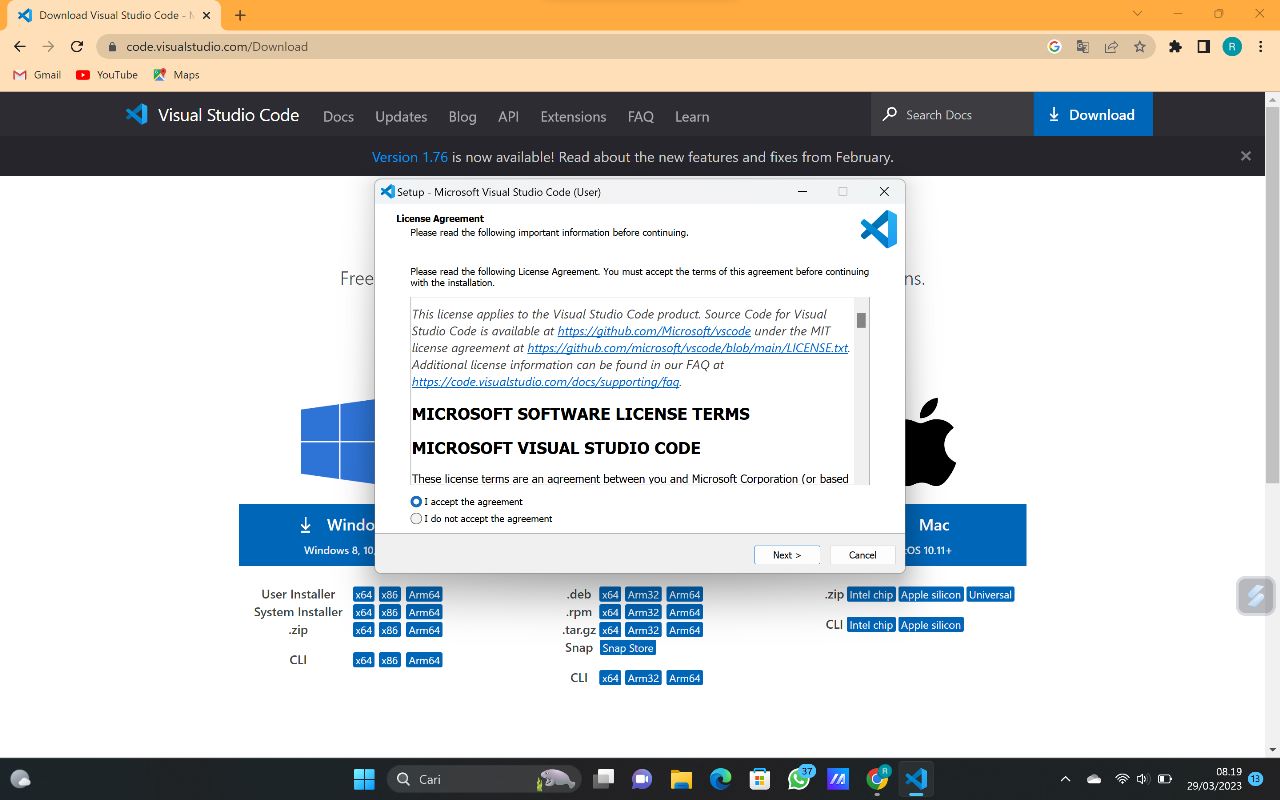 Download Visual Studio Code - M
code.visualstudio.com/Download
R
Gmail
YouTube
Maps
Visual Studio Code
Docs
Updates
Blog
API
Extensions
FAQ
Learn
Search Docs
Download
Version 1.76 is now available! Read about the new features and fixes from February.
Setup - Microsoft Visual Studio Code (User)
License Agreement
Please read the following important information before continuing.
Please read the following License Agreement. You must accept the terms of this agreement before continuing
with the installation.
This license applies to the Visual Studio Code product. Source Code for Visual
Studio Code is available at https://github.com/Microsoft/vscode under the MIT
license agreement at https://github.com/microsoft/vscode/blob/main/LICENSE.txt.
Additional license information can be found in our FAQ at
https://code.visualstudio.com/docs/supporting/faq.
MICROSOFT SOFTWARE LICENSE TERMS
MICROSOFT VISUAL STUDIO CODE
These license terms are an agreement between you and Microsoft Corporation (or based
I accept the agreement
I do not accept the agreement
Next >
Cancel
Free
ns.
Windo
Windows 8, 10,
Mac
OS 10.11+
User Installer x64 x86 Arm64
System Installer x64 x86 Arm64
.zip x64 x86 Arm64
CLI x64 x86 Arm64
.deb x64 Arm32 Arm64
.rpm x64 Arm32 Arm64
.tar.gz x64 Arm32 Arm64
Snap Snap Store
CLI x64 Arm32 Arm64
.zip Intel chip Apple silicon Universal
CLI Intel chip Apple silicon
Cari
37
R
08.19
29/03/2023
13